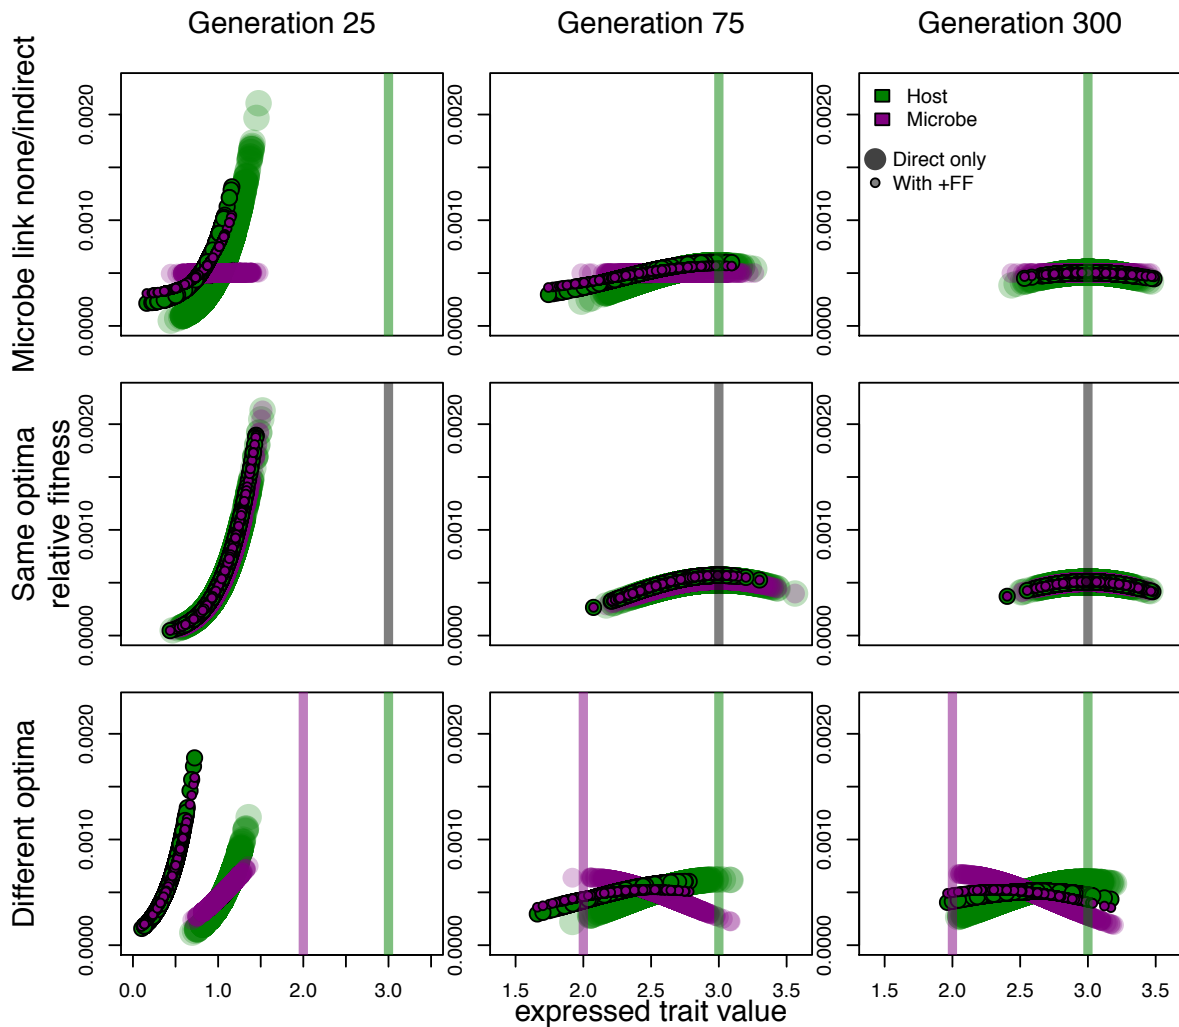 Generation 25
Generation 75
Generation 300
Microbe link none/indirect
0.0000 0.0010 0.0020
0.0000 0.0010 0.0020
0.0000 0.0010 0.0020
Host
Microbe
Direct only
With +FF
Same optima
relative fitness
0.0000 0.0010 0.0020
0.0000 0.0010 0.0020
0.0000 0.0010 0.0020
Different optima
0.0000 0.0010 0.0020
0.0000 0.0010 0.0020
0.0000 0.0010 0.0020
0.0 1.0 2.0 3.0
1.5 2.0 2.5 3.0 3.5
1.5 2.0 2.5 3.0 3.5
expressed trait value